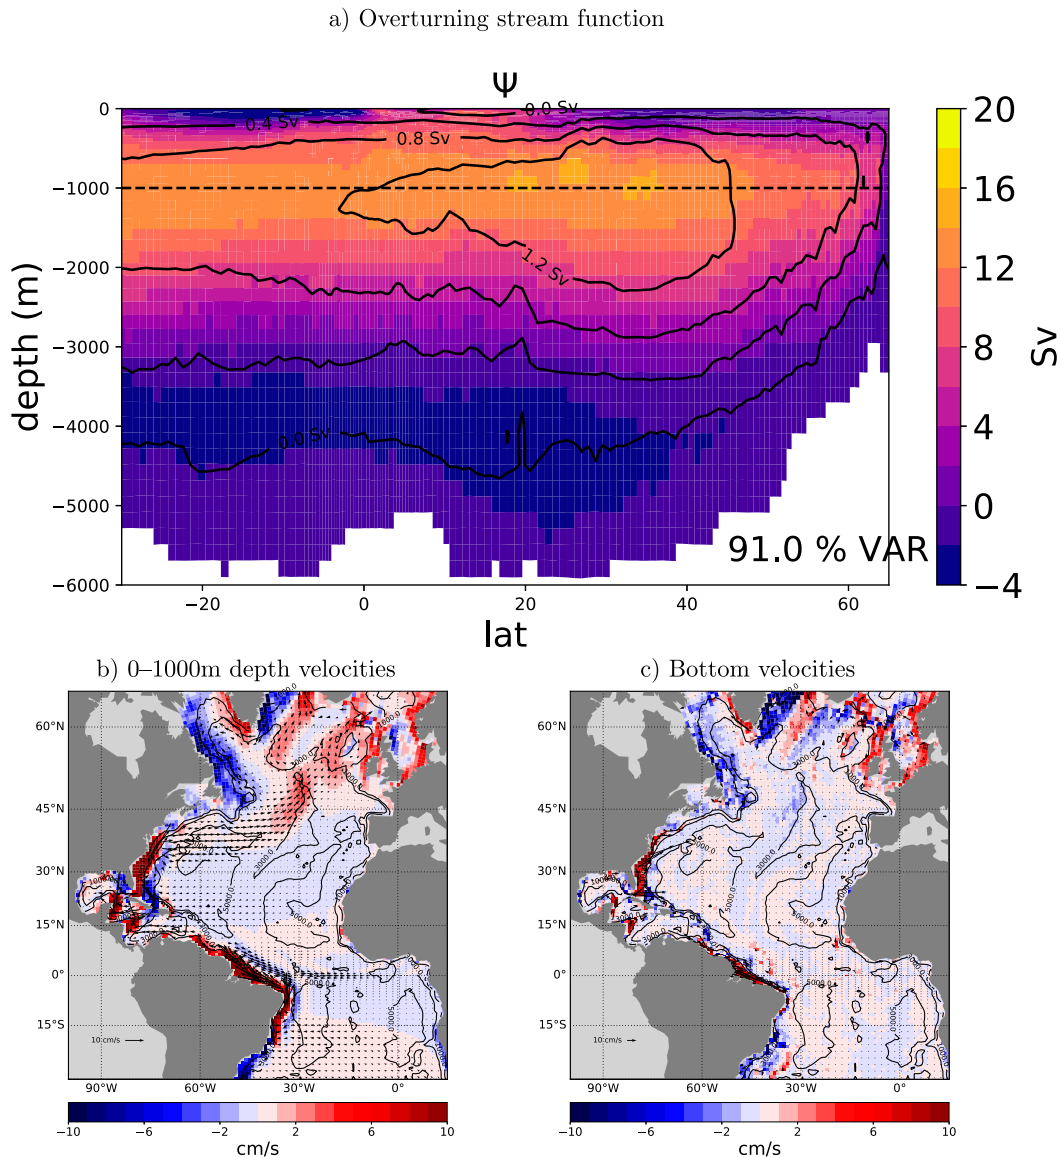 a) Overturning stream function
Ψ
0
−1000
−2000
−3000
−4000
−5000
−6000
depth (m)
0.0 Sv
0.4 Sv
0.8 Sv
1.2 Sv
0.0 Sv
91.0 % VAR
−20
0
20
40
60
lat
20
16
12
8
4
0
−4
Sv
b) 0–1000m depth velocities
60°N
45°N
30°N
15°N
0°
15°S
10 cm/s
100°W
60°W
30°W
0°
−10
−6
−2
2
6
10
cm/s
c) Bottom velocities
60°N
45°N
30°N
15°N
0°
15°S
10 cm/s
100°W
60°W
30°W
0°
−10
−6
−2
2
6
10
cm/s